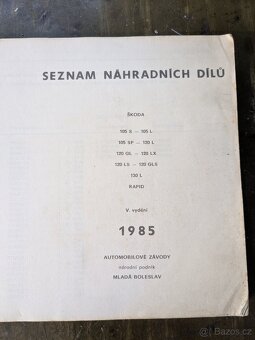 SEZNAM NÁHRADNÍCH DÍLŮ
ŠKODA
105 S — 105 L
105 SP — 120 L
120 GL — 120 LX
120 LS — 120 GLS
130 L
RAPID
V. vydání
1985
AUTOMOBILOVÉ ZÁVODY
národní podnik
MLADÁ BOLESLAV
Bazoš.cz